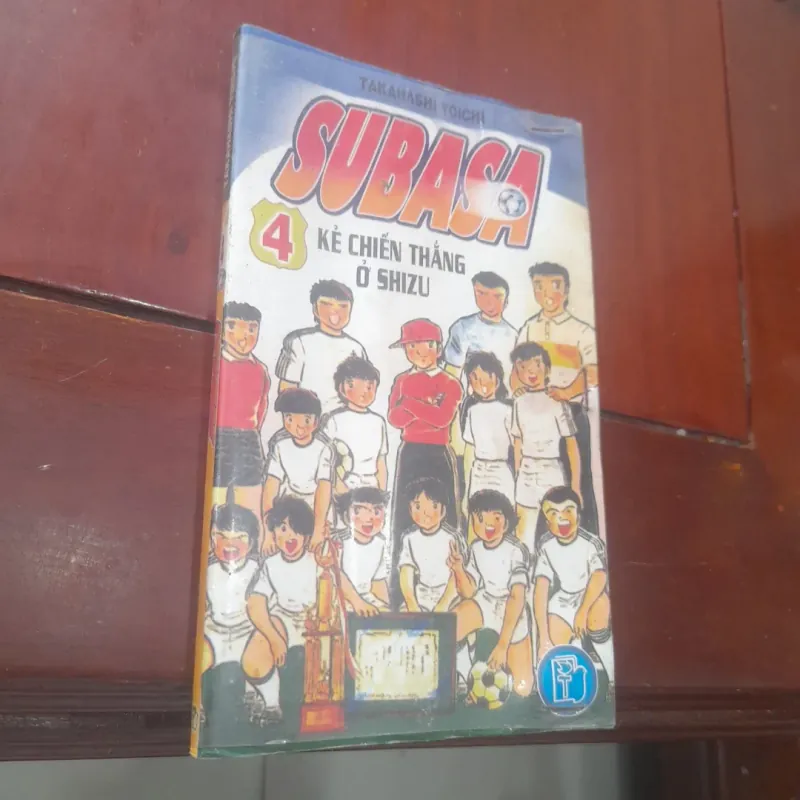 TAKAHASHI YOICHI
SUBASA
4
KẺ CHIẾN THẮNG
Ở SHIZU